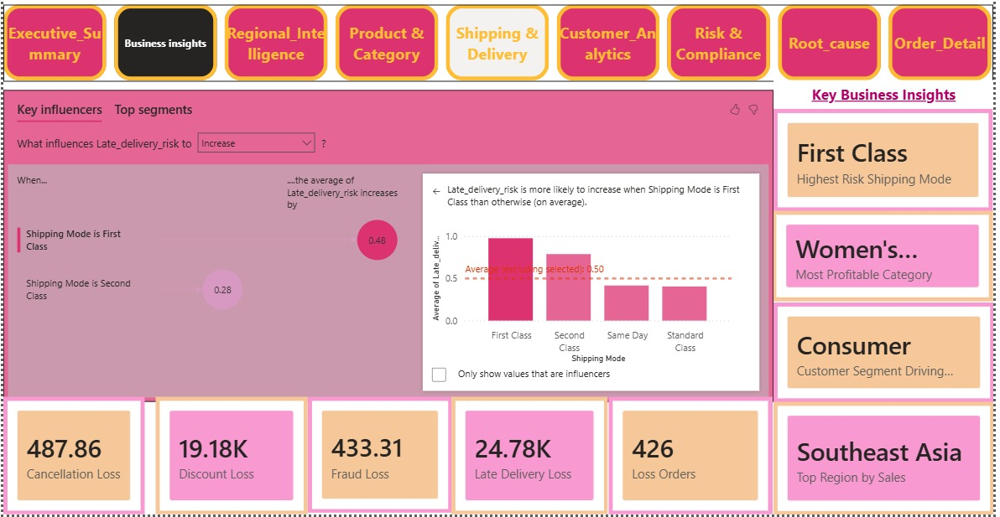 Executive_Su
mmary
Business insights
Regional_Inte
lligence
Product &
Category
Shipping &
Delivery
Customer_An
alytics
Risk &
Compliance
Root_cause
Order_Detail
Key influencers
Top segments
What influences Late_delivery_risk to
Increase
?
When...
....the average of
Late_delivery_risk increases
by
Shipping Mode is First
Class
0.48
Shipping Mode is Second
Class
0.28
Late_delivery_risk is more likely to increase when Shipping Mode is First
Class than otherwise (on average).
Average of Late_deliv...
1.0
0.5
0.0
Average (excluding selected): 0.50
First Class
Second
Class
Same Day
Standard
Class
Shipping Mode
Only show values that are influencers
Key Business Insights
First Class
Highest Risk Shipping Mode
Women's...
Most Profitable Category
Consumer
Customer Segment Driving...
Southeast Asia
Top Region by Sales
487.86
Cancellation Loss
19.18K
Discount Loss
433.31
Fraud Loss
24.78K
Late Delivery Loss
426
Loss Orders